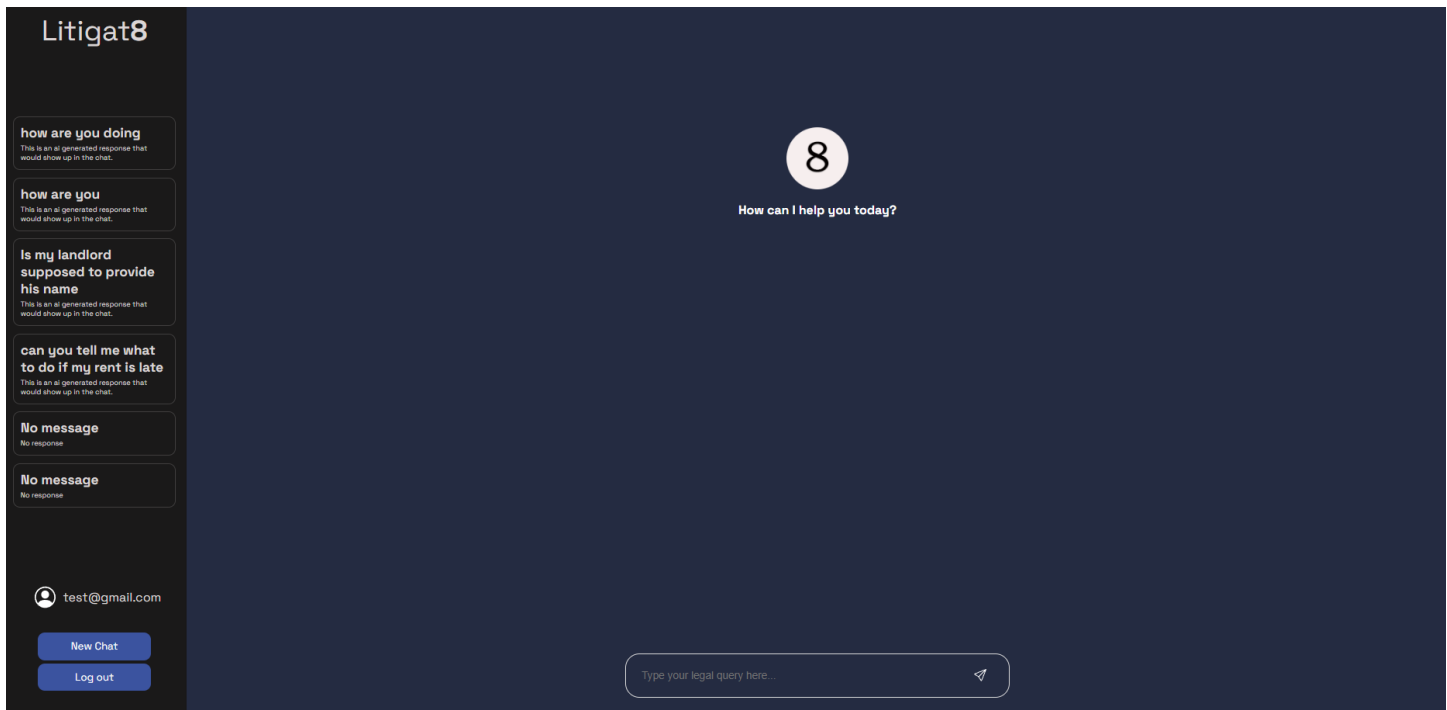 Litigat8
how are you doing
This is an ai generated response that
would show up in the chat.
how are you
This is an ai generated response that
would show up in the chat.
Is my landlord
supposed to provide
his name
This is an ai generated response that
would show up in the chat.
can you tell me what
to do if my rent is late
This is an ai generated response that
would show up in the chat.
No message
No response
No message
No response
test@gmail.com
New Chat
Log out
8
How can I help you today?
Type your legal query here...